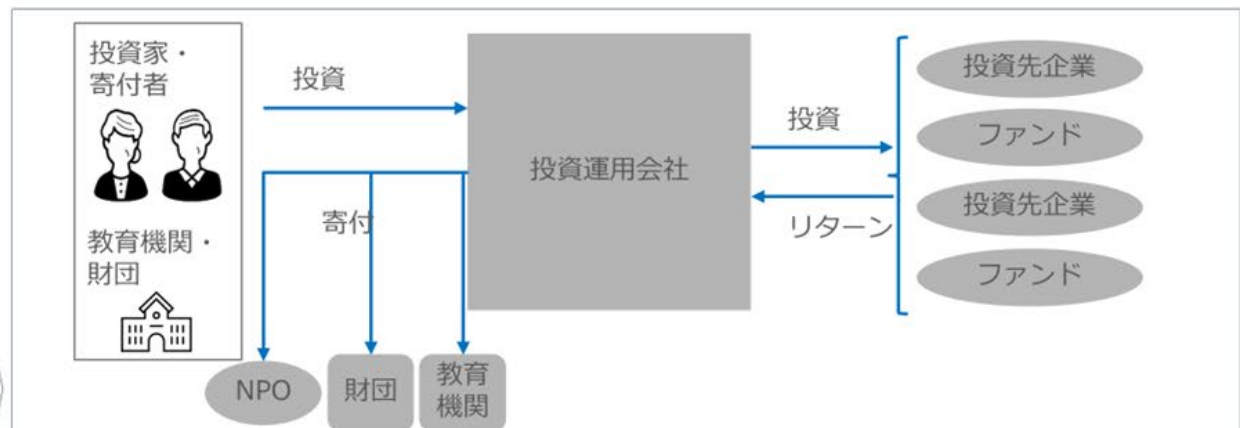 投資家・
寄付者
教育機関・
財団
投資
寄付
NPO
財団
教育
機関
投資運用会社
投資
リターン
投資先企業
ファンド
投資先企業
ファンド